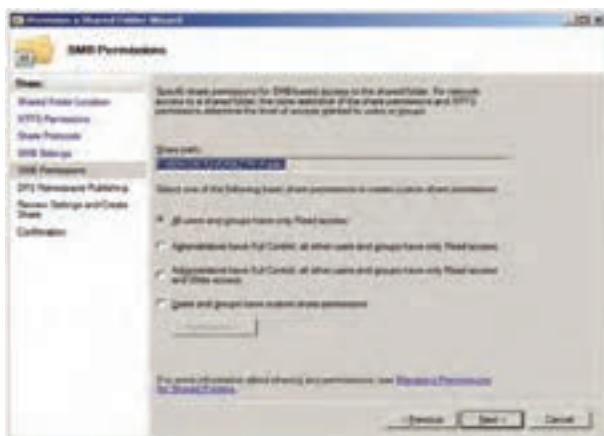 Provision a Shared Folder Wizard
SMB Permissions
Steps:
Shared Folder Location
NTFS Permissions
Share Protocols
SMB Settings
SMB Permissions
DFS Namespace Publishing
Review Settings and Create
Share
Confirmation
Specify share permissions for SMB-based access to the shared folder. For network
access to a shared folder, the more restrictive of the share permissions and NTFS
permissions determine the level of access granted to users or groups.
Share path:
Select one of the following basic share permissions or create custom share permissions
All users and groups have only Read access
Administrators have Full Control; all other users and groups have only Read access
Administrators have Full Control; all other users and groups have only Read access
and Write access
Users and groups have custom share permissions
For more information about sharing and permissions, see Managing Permissions
for Shared Folders
< Previous
Next >
Cancel